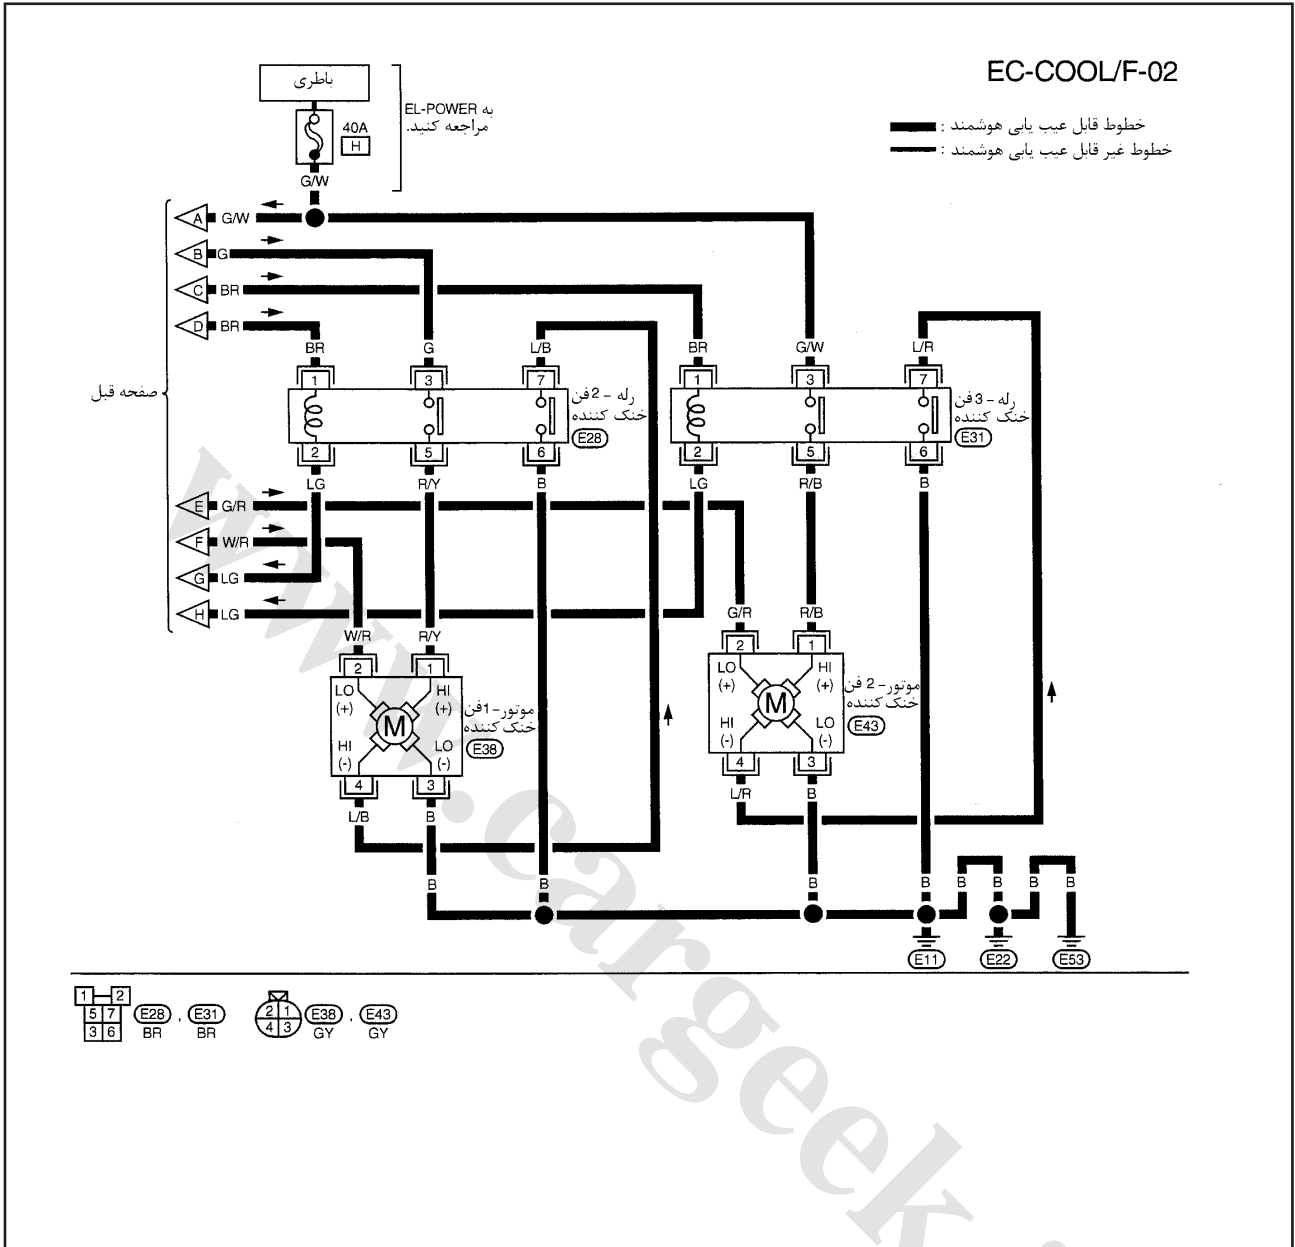 EC-COOL/F-02
باطری
40A
H
به EL-POWER
مراجعه کنید.
خطوط قابل عیب یابی هوشمند :
خطوط غیر قابل عیب یابی هوشمند :
G/W
A G/W
B G
C BR
D BR
BR G L/B BR G/W L/R
1 3 7 1 3 7
صفحه قبل
رله - 2فن
خنک کننده
E28
رله - 3فن
خنک کننده
E31
2 5 6 2 5 6
LG R/Y B LG R/B B
E G/R
F W/R
G LG
H LG
G/R R/B
W/R R/Y
2 1
LO HI
(+) (+)
M
موتور-2 فن
خنک کننده
E43
HI LO
(-) (-)
4 3
L/R B
2 1
LO HI
(+) (+)
M
موتور-1فن
خنک کننده
E38
HI LO
(-) (-)
4 3
L/B B
B B B B B B B B
E11 E22 E53
1 2
5 7
3 6
E28 , E31
BR BR
2 1
4 3
E38 , E43
GY GY
www.cargeek